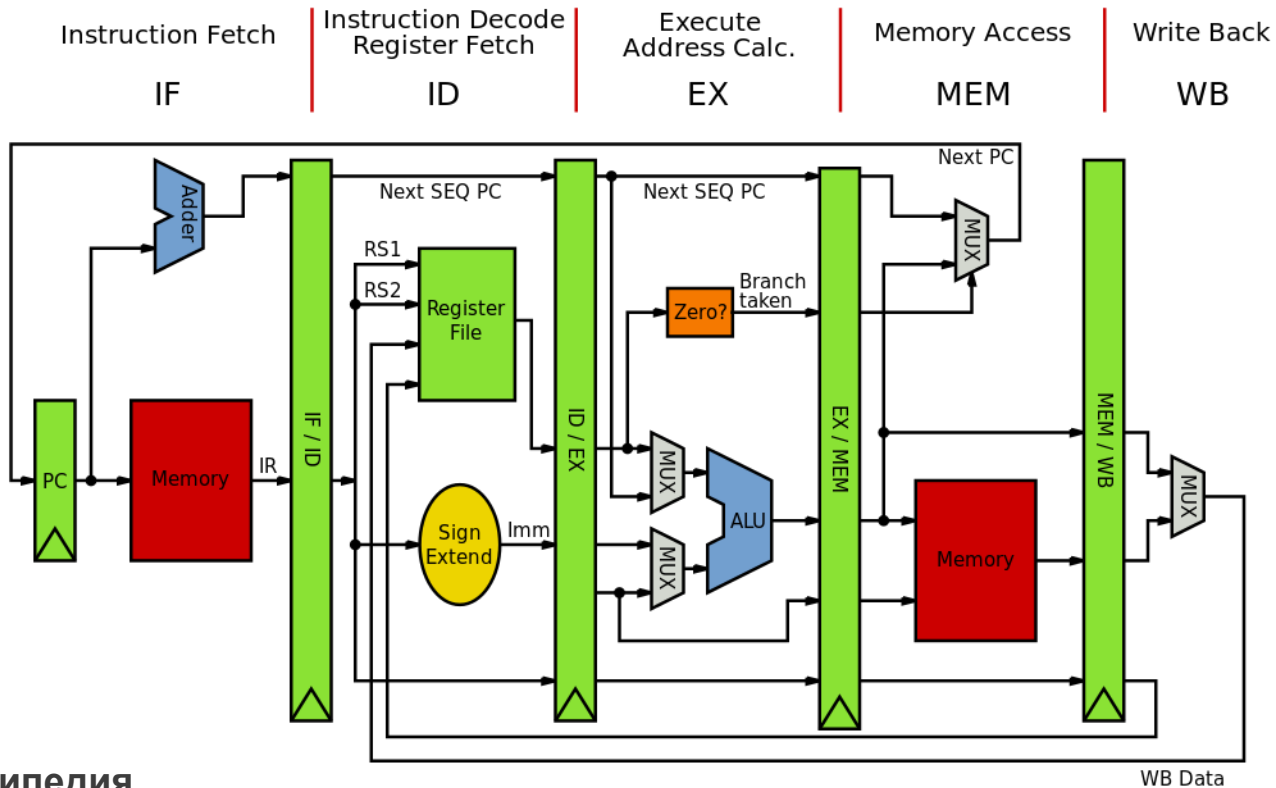 Instruction Fetch
Instruction Decode
Register Fetch
Execute
Address Calc.
Memory Access
Write Back
IF
ID
EX
MEM
WB
Next PC
Adder
Next SEQ PC
Next SEQ PC
MUX
RS1
RS2
Register
File
Branch
taken
Zero?
PC
Memory
IR
IF / ID
ID / EX
EX / MEM
MEM / WB
MUX
MUX
ALU
MUX
Sign
Extend
Imm
Memory
WB Data